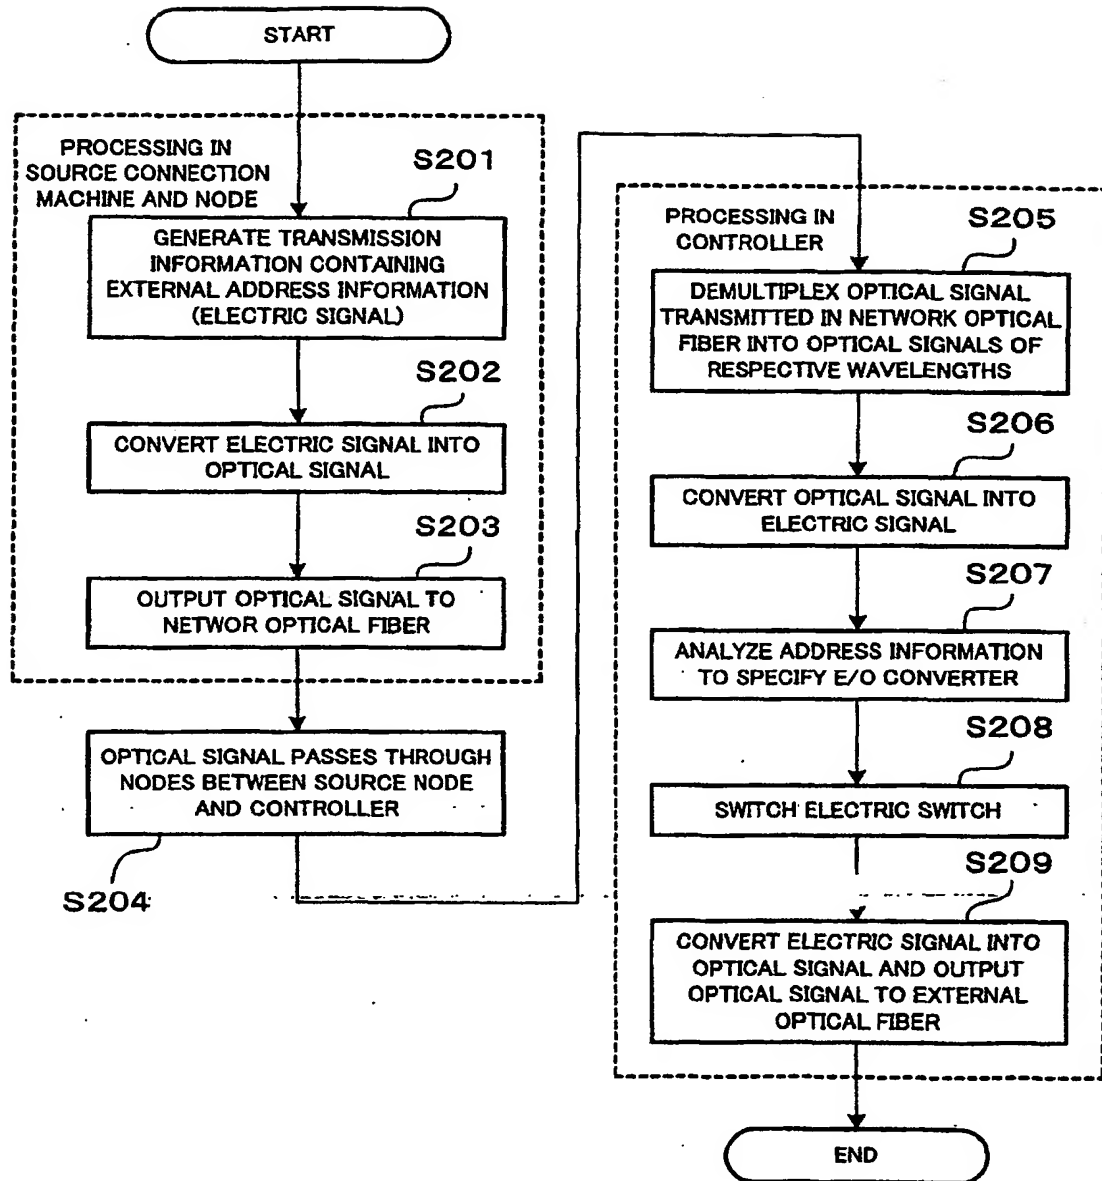 START
PROCESSING IN
SOURCE CONNECTION
MACHINE AND NODE
S201
GENERATE TRANSMISSION
INFORMATION CONTAINING
EXTERNAL ADDRESS INFORMATION
(ELECTRIC SIGNAL)
S202
CONVERT ELECTRIC SIGNAL INTO
OPTICAL SIGNAL
S203
OUTPUT OPTICAL SIGNAL TO
NETWOR OPTICAL FIBER
OPTICAL SIGNAL PASSES THROUGH
NODES BETWEEN SOURCE NODE
AND CONTROLLER
S204
PROCESSING IN
CONTROLLER
S205
DEMULTIPLEX OPTICAL SIGNAL
TRANSMITTED IN NETWORK OPTICAL
FIBER INTO OPTICAL SIGNALS OF
RESPECTIVE WAVELENGTHS
S206
CONVERT OPTICAL SIGNAL INTO
ELECTRIC SIGNAL
S207
ANALYZE ADDRESS INFORMATION
TO SPECIFY E/O CONVERTER
S208
SWITCH ELECTRIC SWITCH
S209
CONVERT ELECTRIC SIGNAL INTO
OPTICAL SIGNAL AND OUTPUT
OPTICAL SIGNAL TO EXTERNAL
OPTICAL FIBER
END